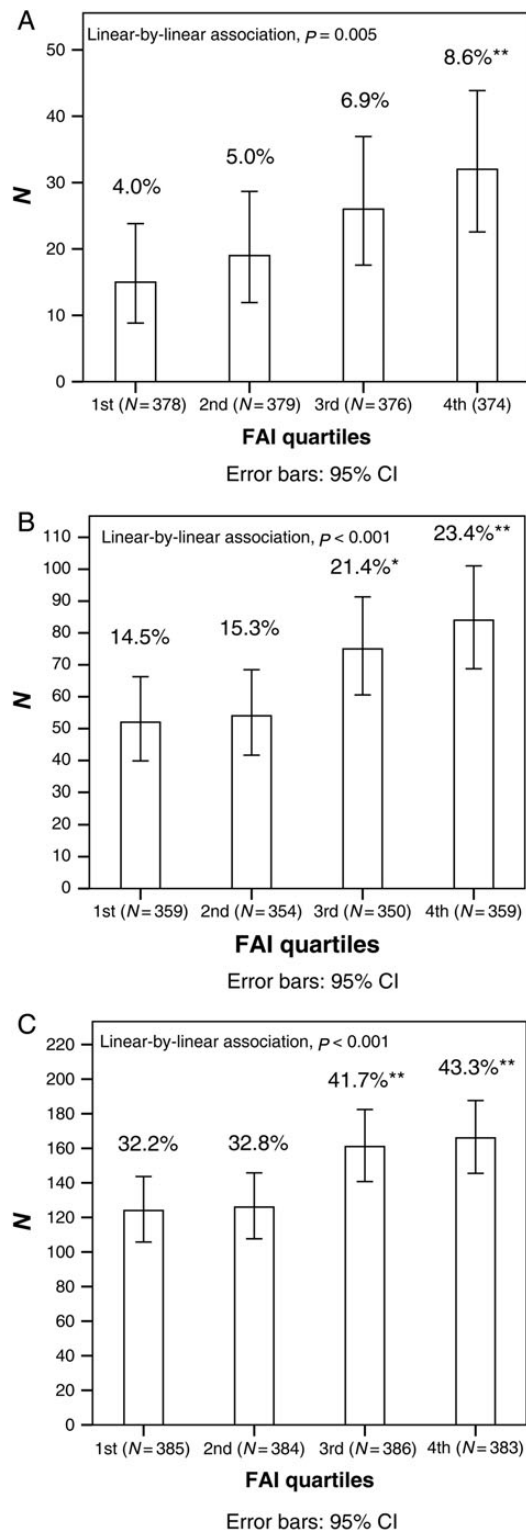 A
Linear-by-linear association, P = 0.005
50
40
30
20
10
0
N
4.0%
5.0%
6.9%
8.6%**
1st (N=378)
2nd (N=379)
3rd (N=376)
4th (374)
FAI quartiles
Error bars: 95% CI
B
Linear-by-linear association, P < 0.001
110
100
90
80
70
60
50
40
30
20
10
0
N
14.5%
15.3%
21.4%*
23.4%**
1st (N=359)
2nd (N=354)
3rd (N=350)
4th (N=359)
FAI quartiles
Error bars: 95% CI
C
Linear-by-linear association, P < 0.001
220
200
180
160
140
120
100
80
60
40
20
0
N
32.2%
32.8%
41.7%**
43.3%**
1st (N=385)
2nd (N=384)
3rd (N=386)
4th (N=383)
FAI quartiles
Error bars: 95% CI